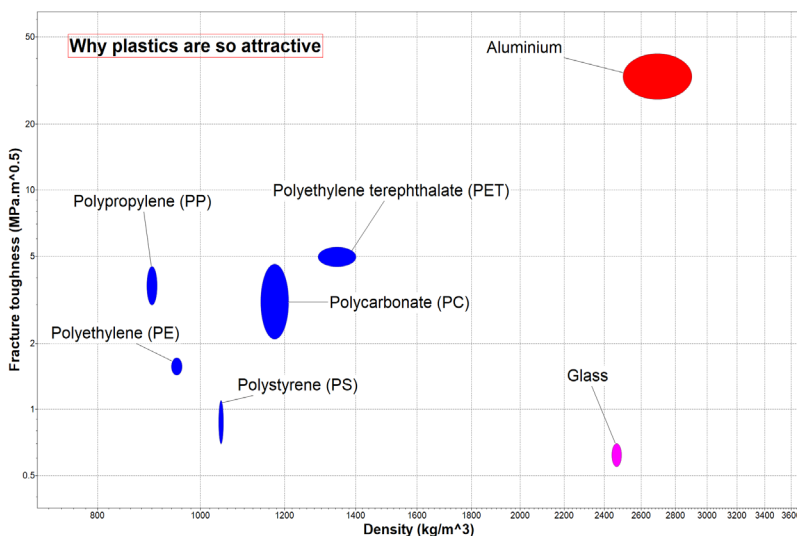 Why plastics are so attractive
Aluminium
Polyethylene terephthalate (PET)
Polypropylene (PP)
Polycarbonate (PC)
Polyethylene (PE)
Polystyrene (PS)
Glass
Fracture toughness (MPa.m^0.5)
50
20
10
5
2
1
0.5
800 1000 1200 1400 1600 1800 2000 2200 2400 2600 2800 3000 3200 3400 3600
Density (kg/m^3)